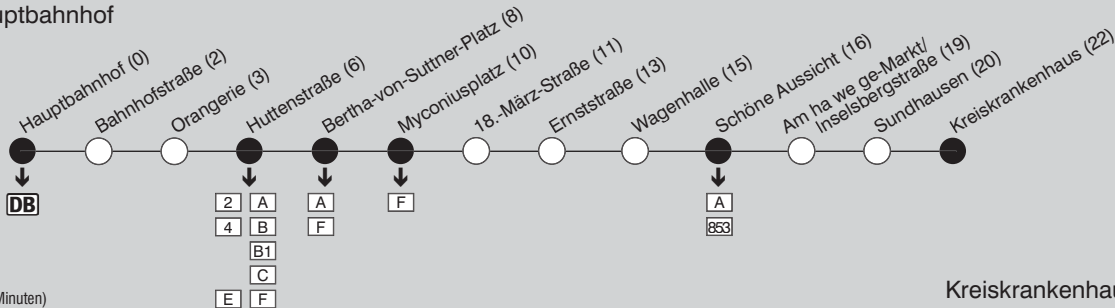 uptbahnhof
Hauptbahnhof (0)
Bahnhofstraße (2)
Orangerie (3)
Huttenstraße (6)
Bertha-von-Suttner-Platz (8)
Myconiusplatz (10)
18.-März-Straße (11)
Ernststraße (13)
Wagenhalle (15)
Schöne Aussicht (16)
Am ha we ge-Markt/
Inselsbergstraße (19)
Sundhausen (20)
Kreiskrankenhaus (22)
DB
2 A
4 B
B1
C
E F
A
F
F
A
853
Minuten)
Kreiskrankenhau